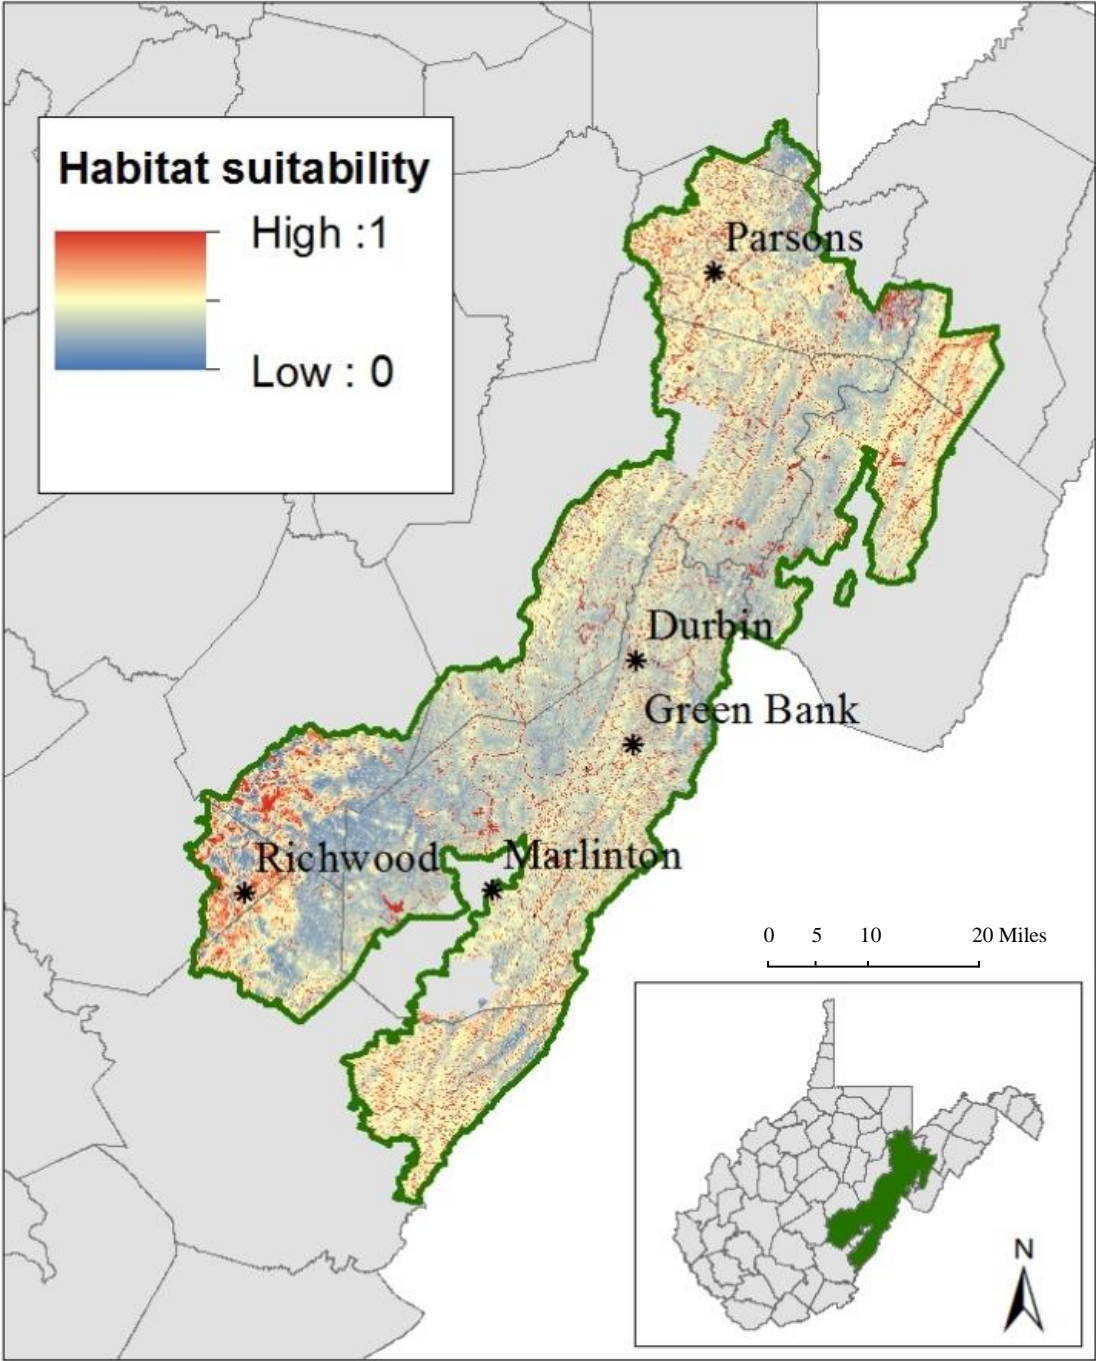 Habitat suitability
High :1
Low : 0
Parsons
Durbin
Green Bank
Richwood
Marlinton
0 5 10 20 Miles
N